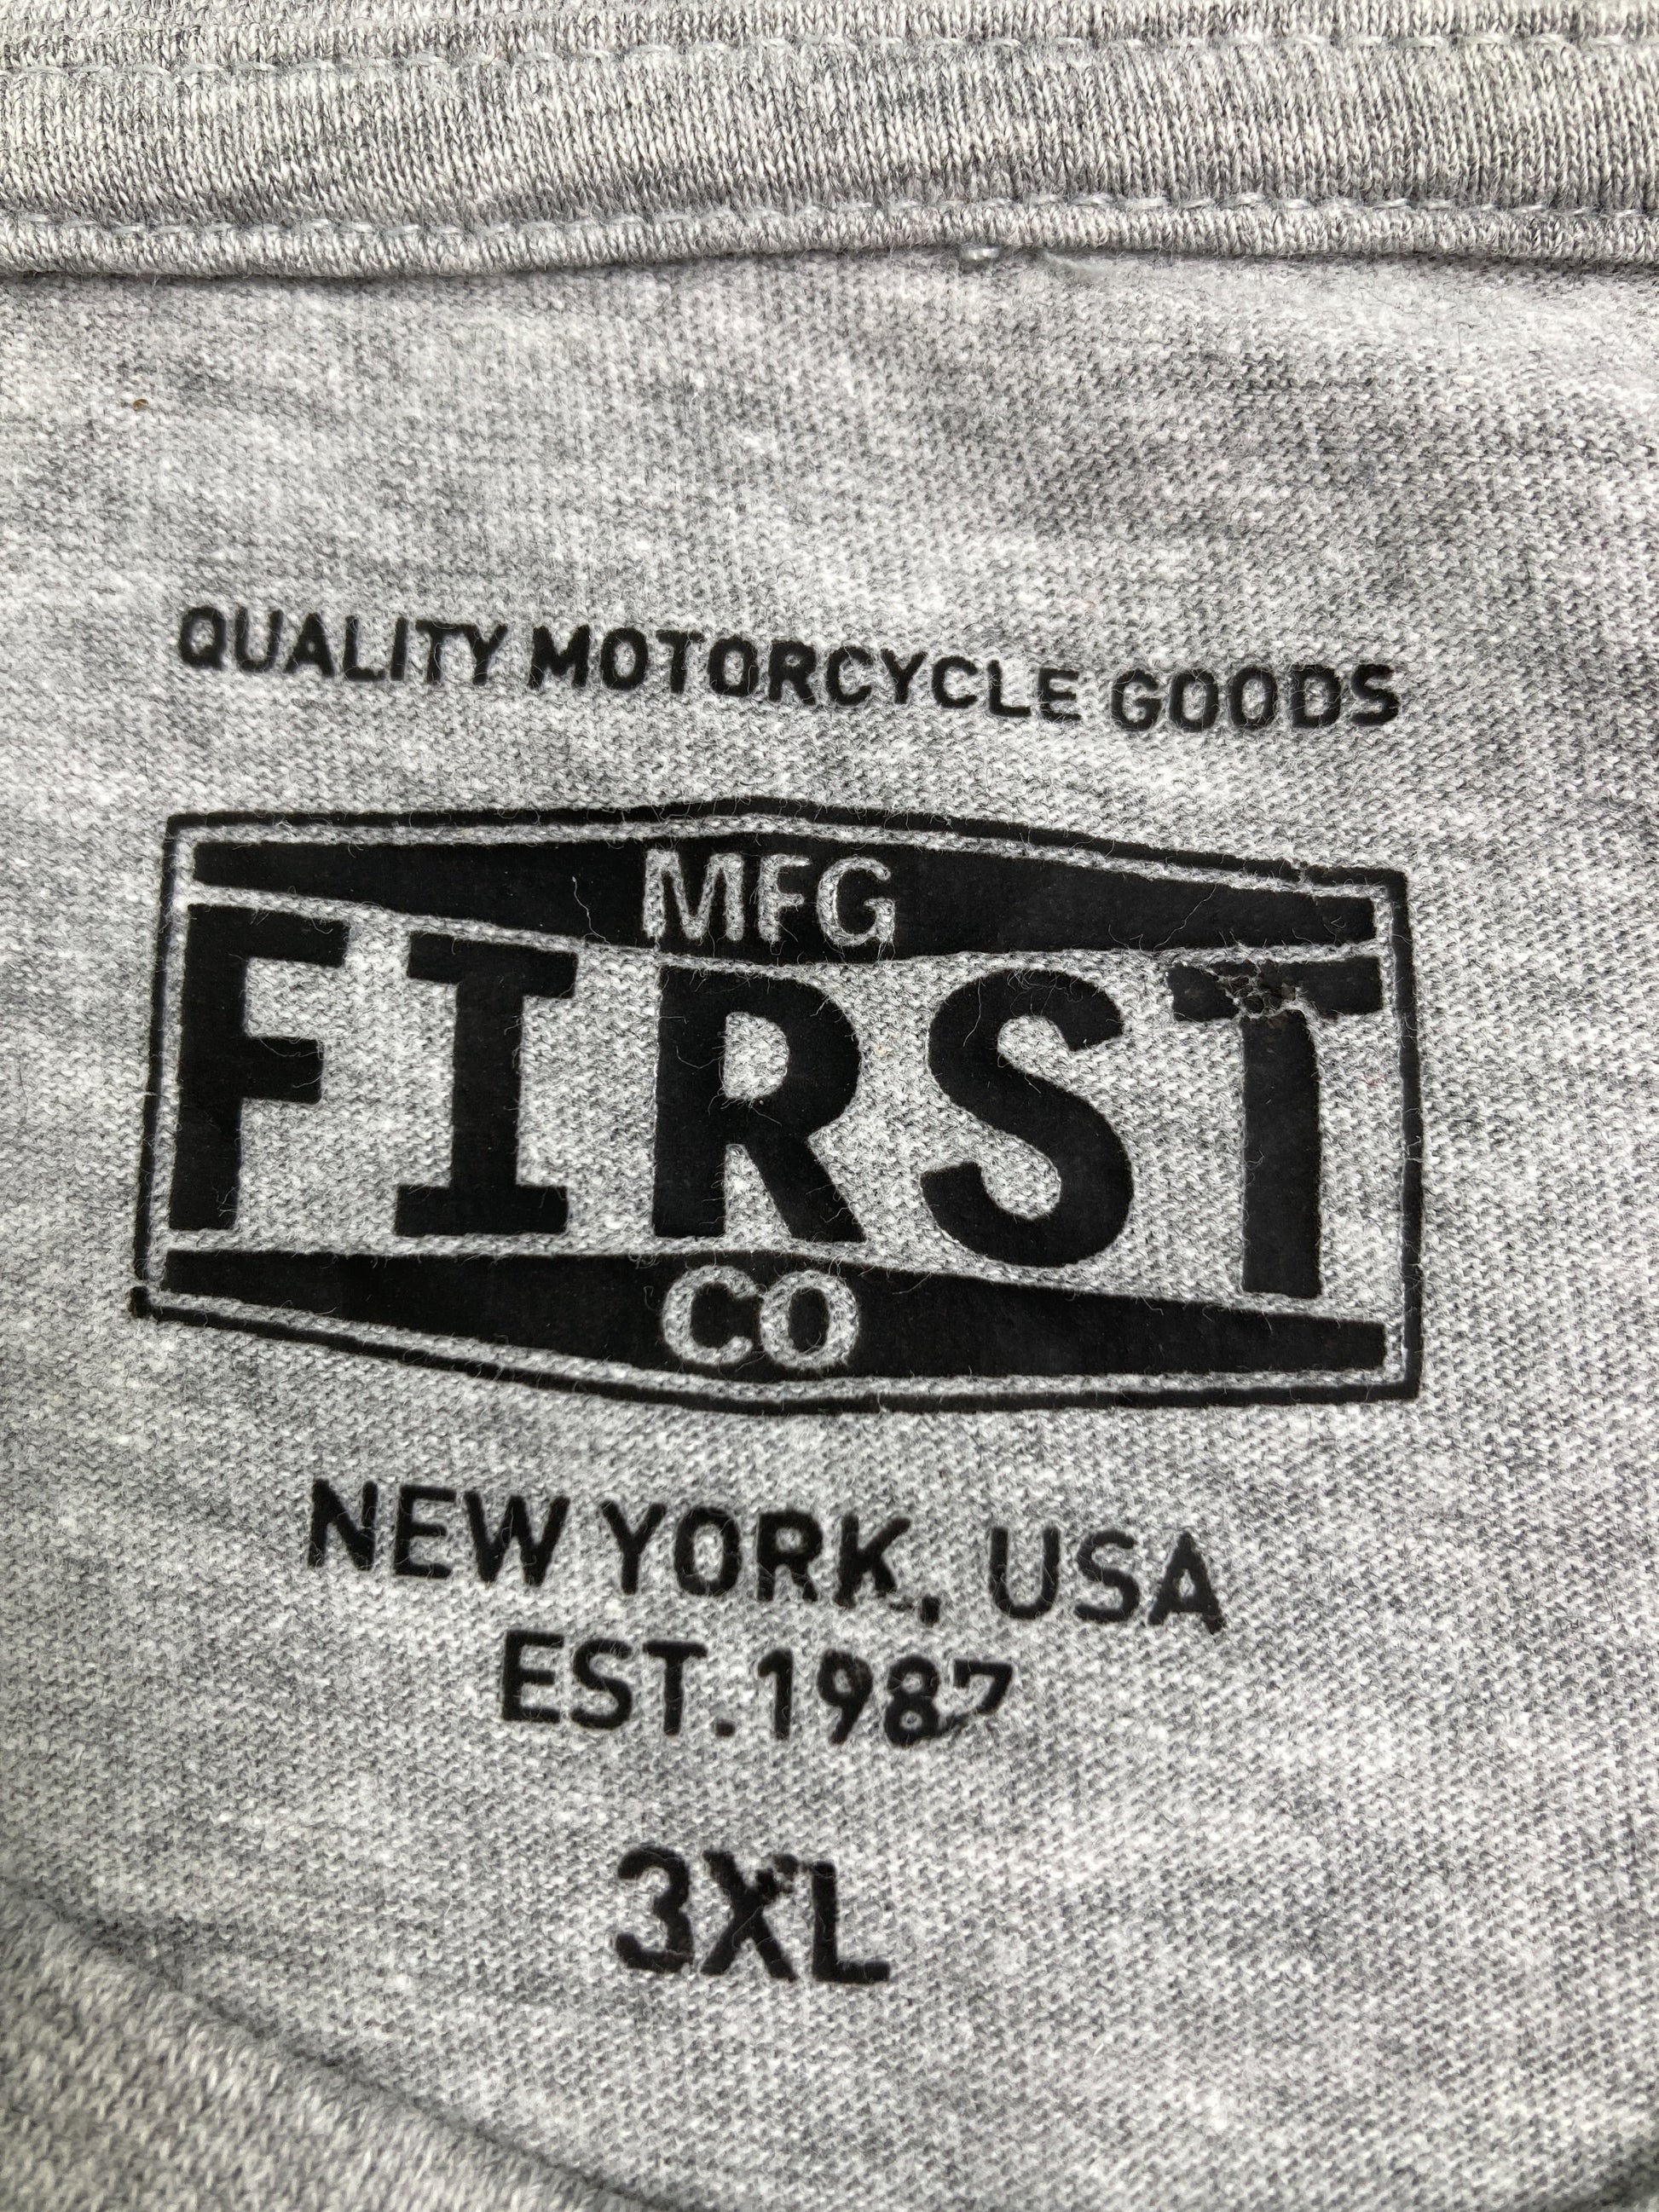 QUALITY MOTORCYCLE GOODS
MFG
FIRST
CO
NEW YORK, USA
EST. 1987
3XL